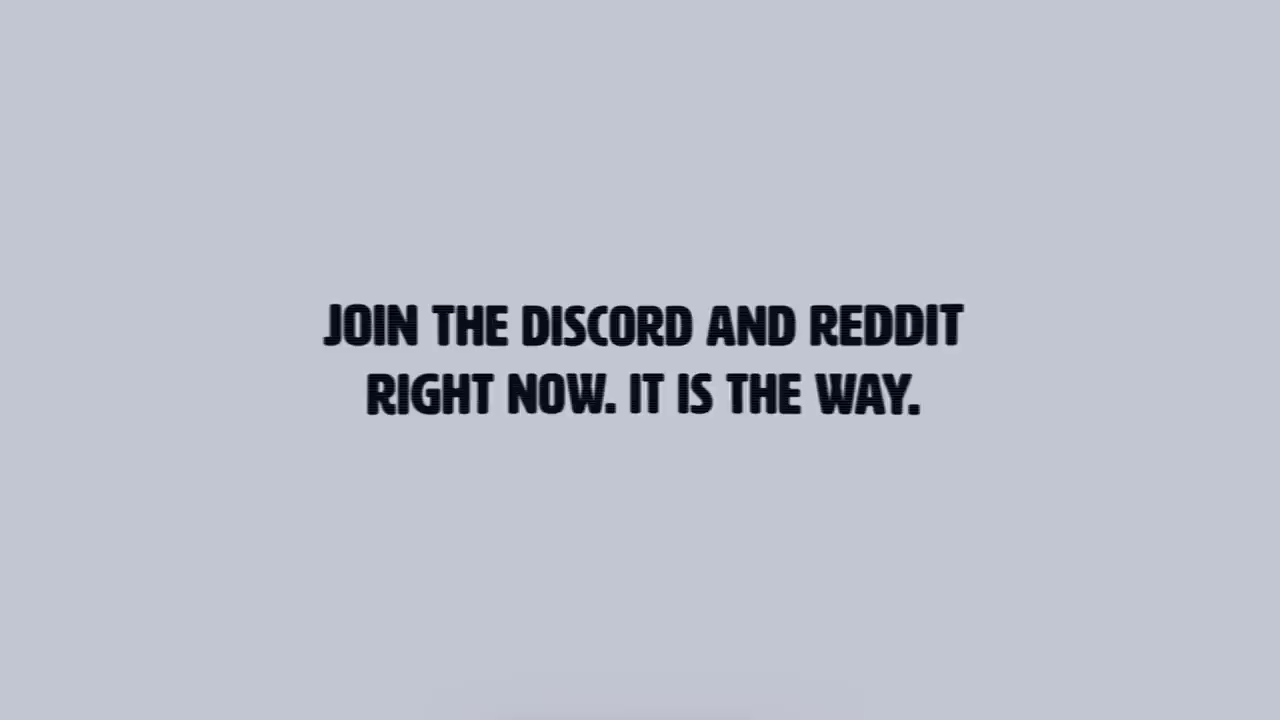 JOIN THE DISCORD AND REDDIT
RIGHT NOW. IT IS THE WAY.